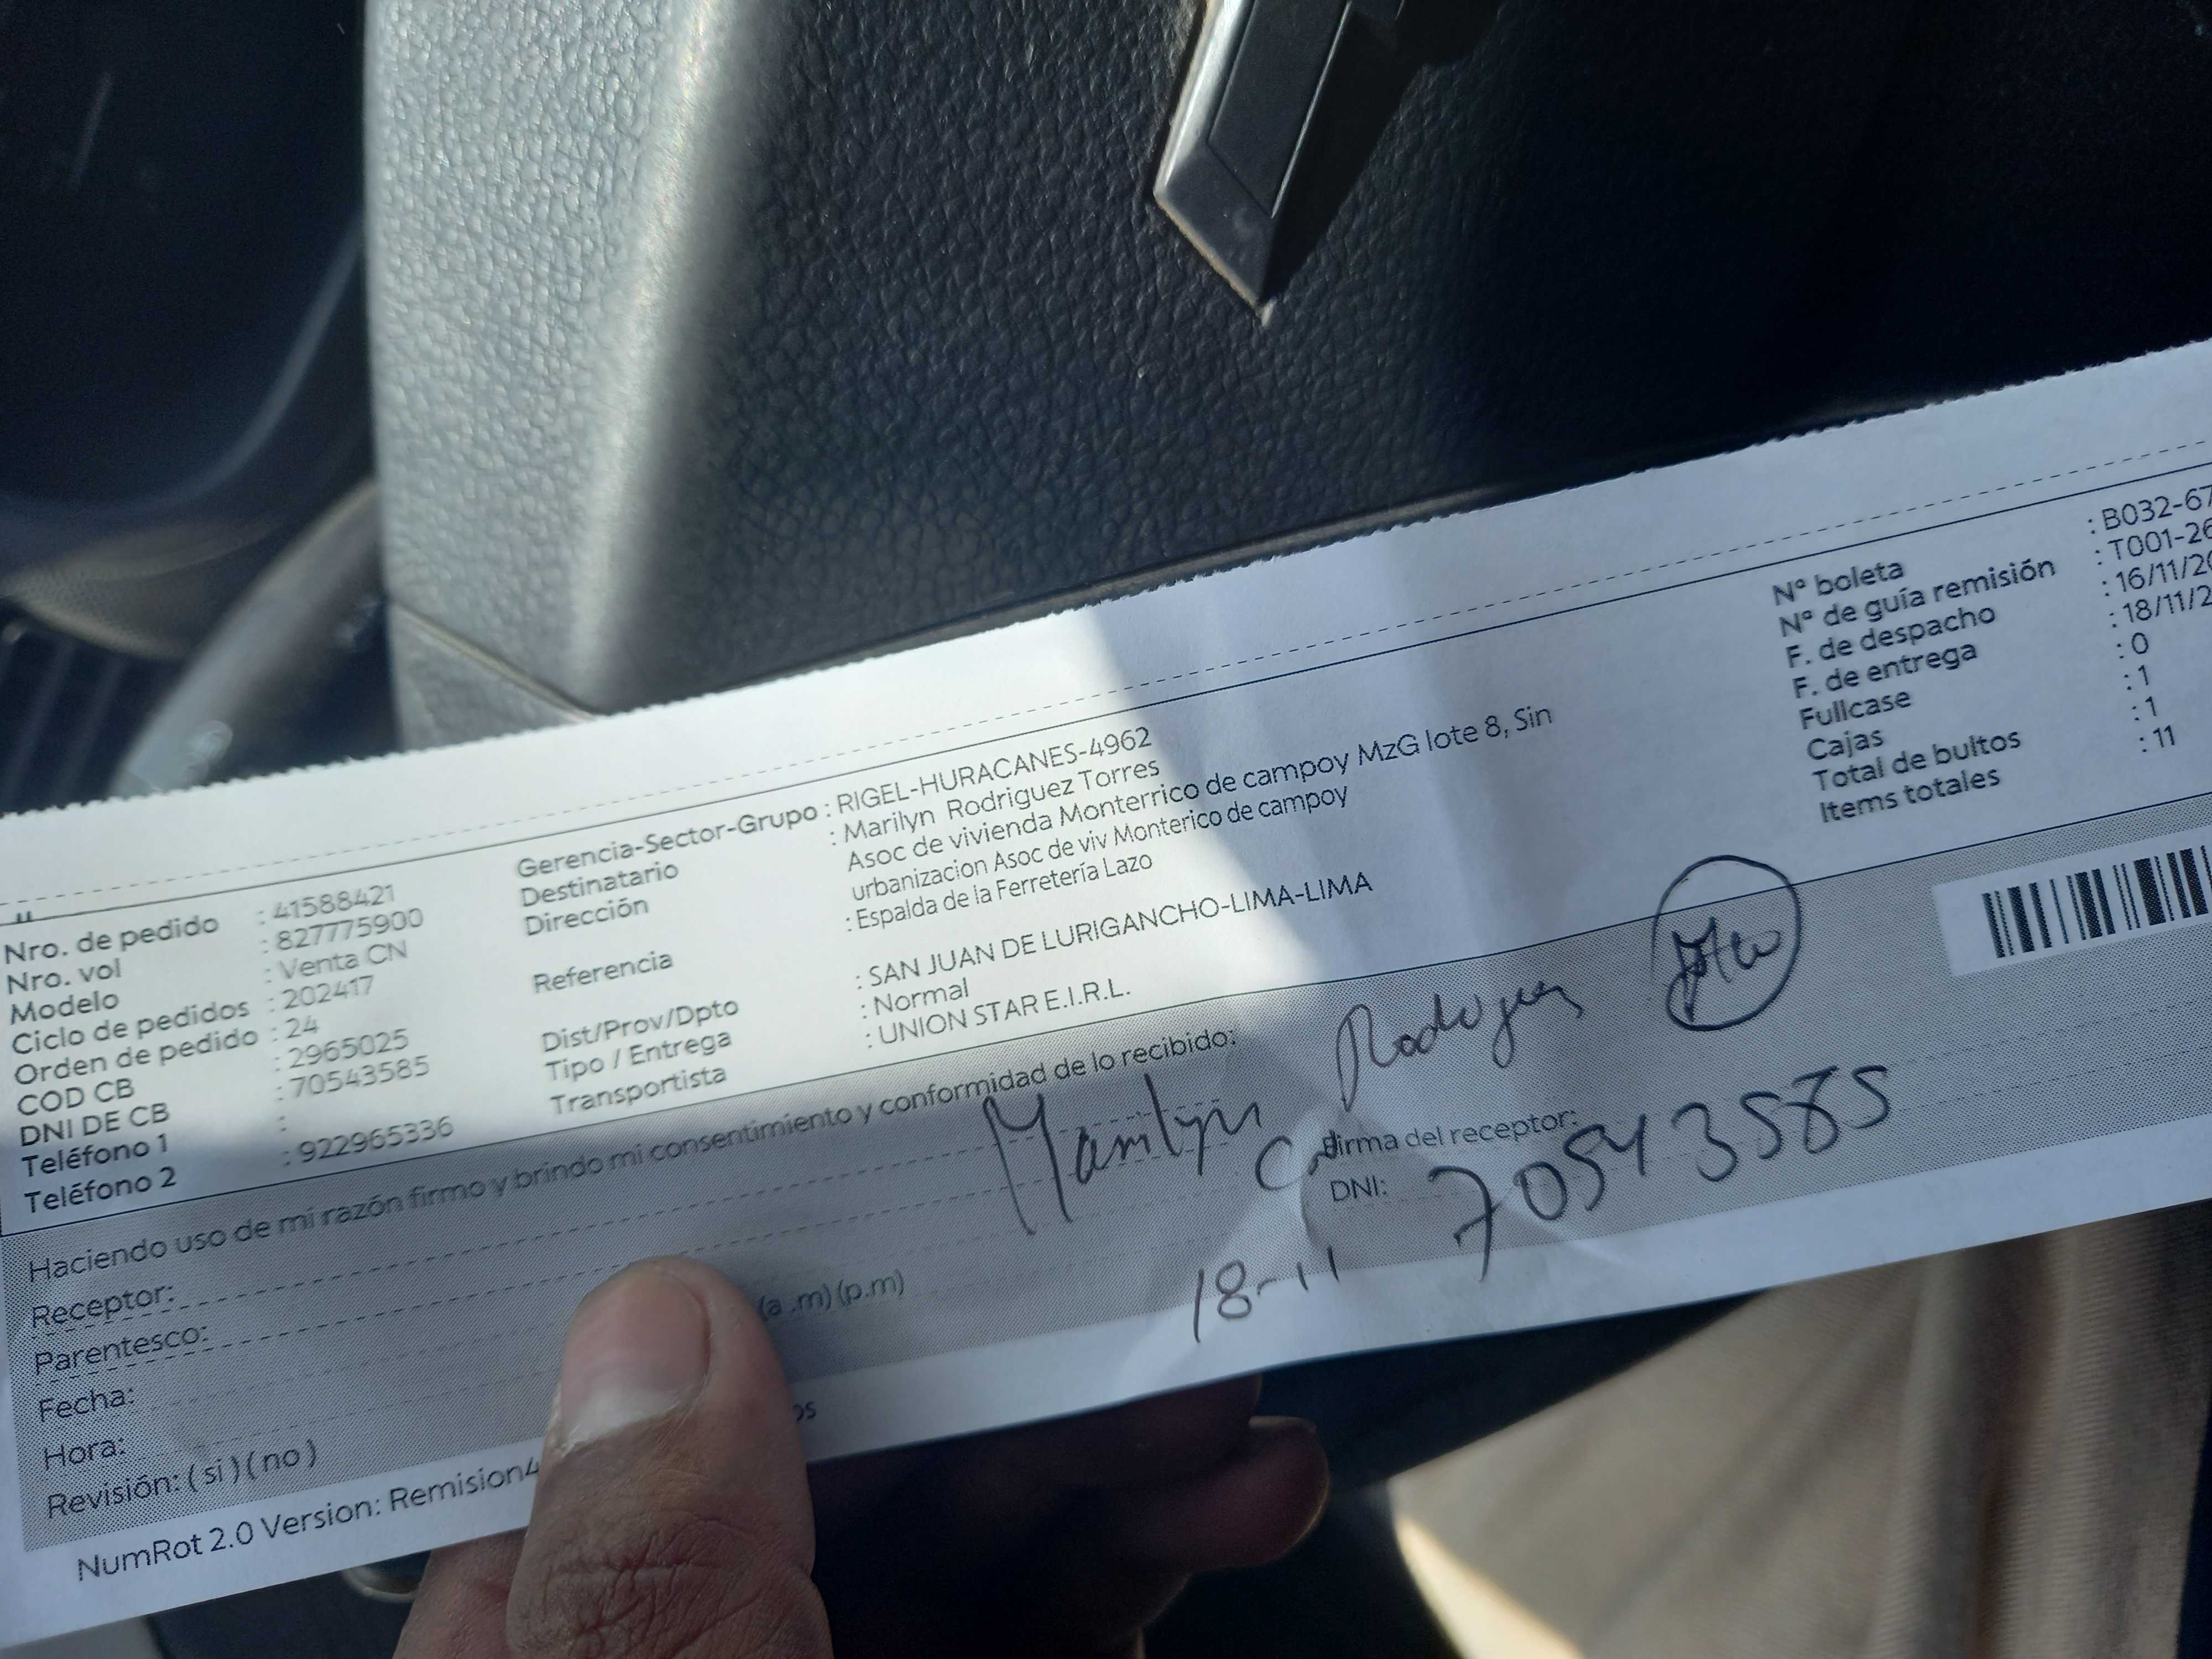 Nro. de pedido : 41588421
Nro. vol : 827775900
Modelo : Venta CN
Ciclo de pedidos : 202417
Orden de pedido : 24
COD CB : 2965025
DNI DE CB : 70543585
Teléfono 1 :
Teléfono 2 : 922965336
Gerencia-Sector-Grupo : RIGEL-HURACANES-4962
Destinatario : Marilyn Rodriguez Torres
Dirección Asoc de vivienda Monterrico de campoy MzG lote 8, Sin
urbanizacion Asoc de viv Monterico de campoy
Referencia : Espalda de la Ferretería Lazo
Dist/Prov/Dpto : SAN JUAN DE LURIGANCHO-LIMA-LIMA
Tipo / Entrega : Normal
Transportista : UNION STAR E.I.R.L.
N° boleta : B032-67
N° de guía remisión : T001-26
F. de despacho : 16/11/20
F. de entrega : 18/11/2
Fullcase : 0
Cajas : 1
Total de bultos : 1
Items totales : 11
Haciendo uso de mi razón firmo y brindo mi consentimiento y conformidad de lo recibido:
Receptor: Marilyn Rodriguez
Parentesco:
Firma del receptor:
DNI: 70543585
Fecha: 18-11
Hora: (a .m) (p.m)
Revisión: ( si ) ( no )
NumRot 2.0 Version: Remision4